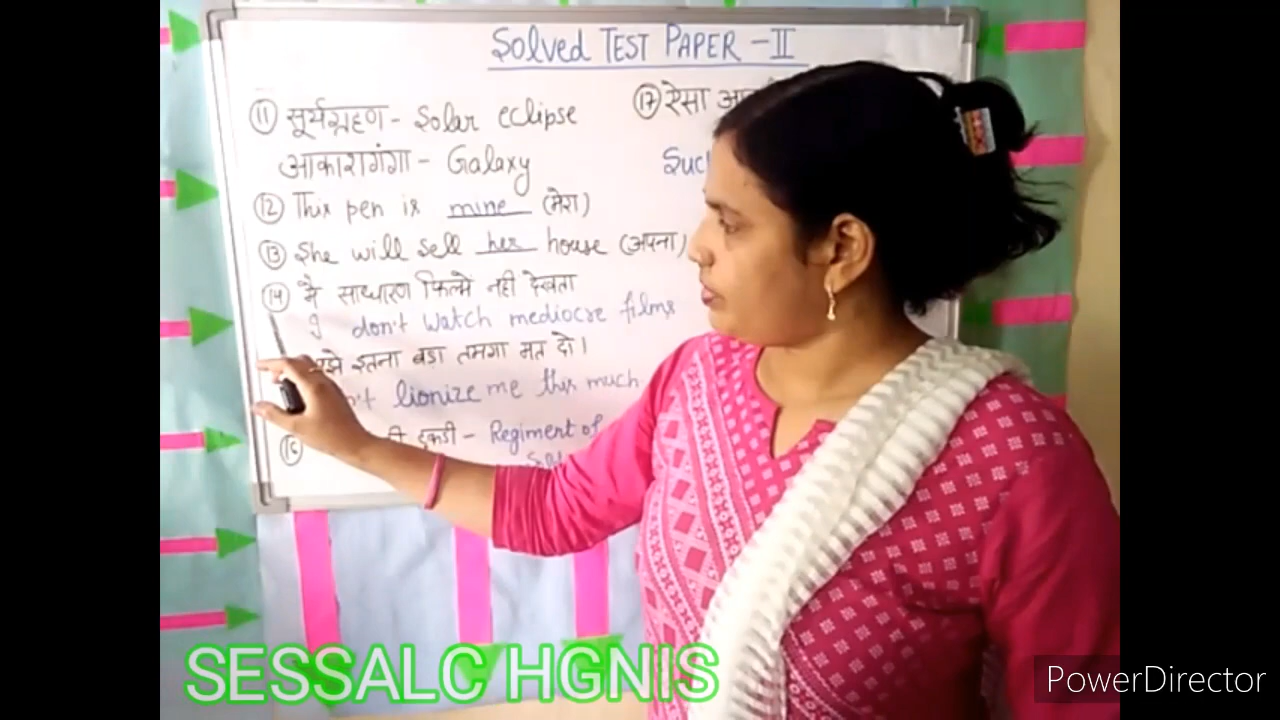 Solved TEST PAPER - II
⑪ सूर्यग्रहण - Solar eclipse
आकाशगंगा - Galaxy
⑫ This pen is mine (मेरा)
⑬ She will sell her house (अपना)
⑭ मैं साधारण फिल्में नही देखता
I don't watch mediocre films
इतना बड़ा तमगा मत दो।
lionize me this much
⑯ टुकडी - Regiment of
⑰ ऐसा
SESSALC HGNIS
PowerDirector